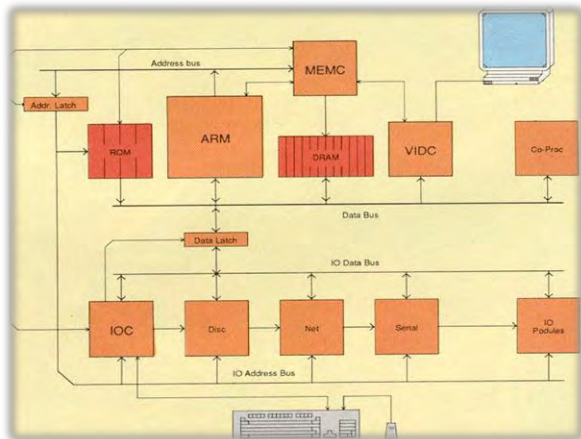 MEMC
Address bus
Addr. Latch
ROM
ARM
DRAM
VIDC
Co-Proc
Data Bus
Data Latch
IO Data Bus
IOC
Disc
Net
Serial
IO
Podules
IO Address Bus